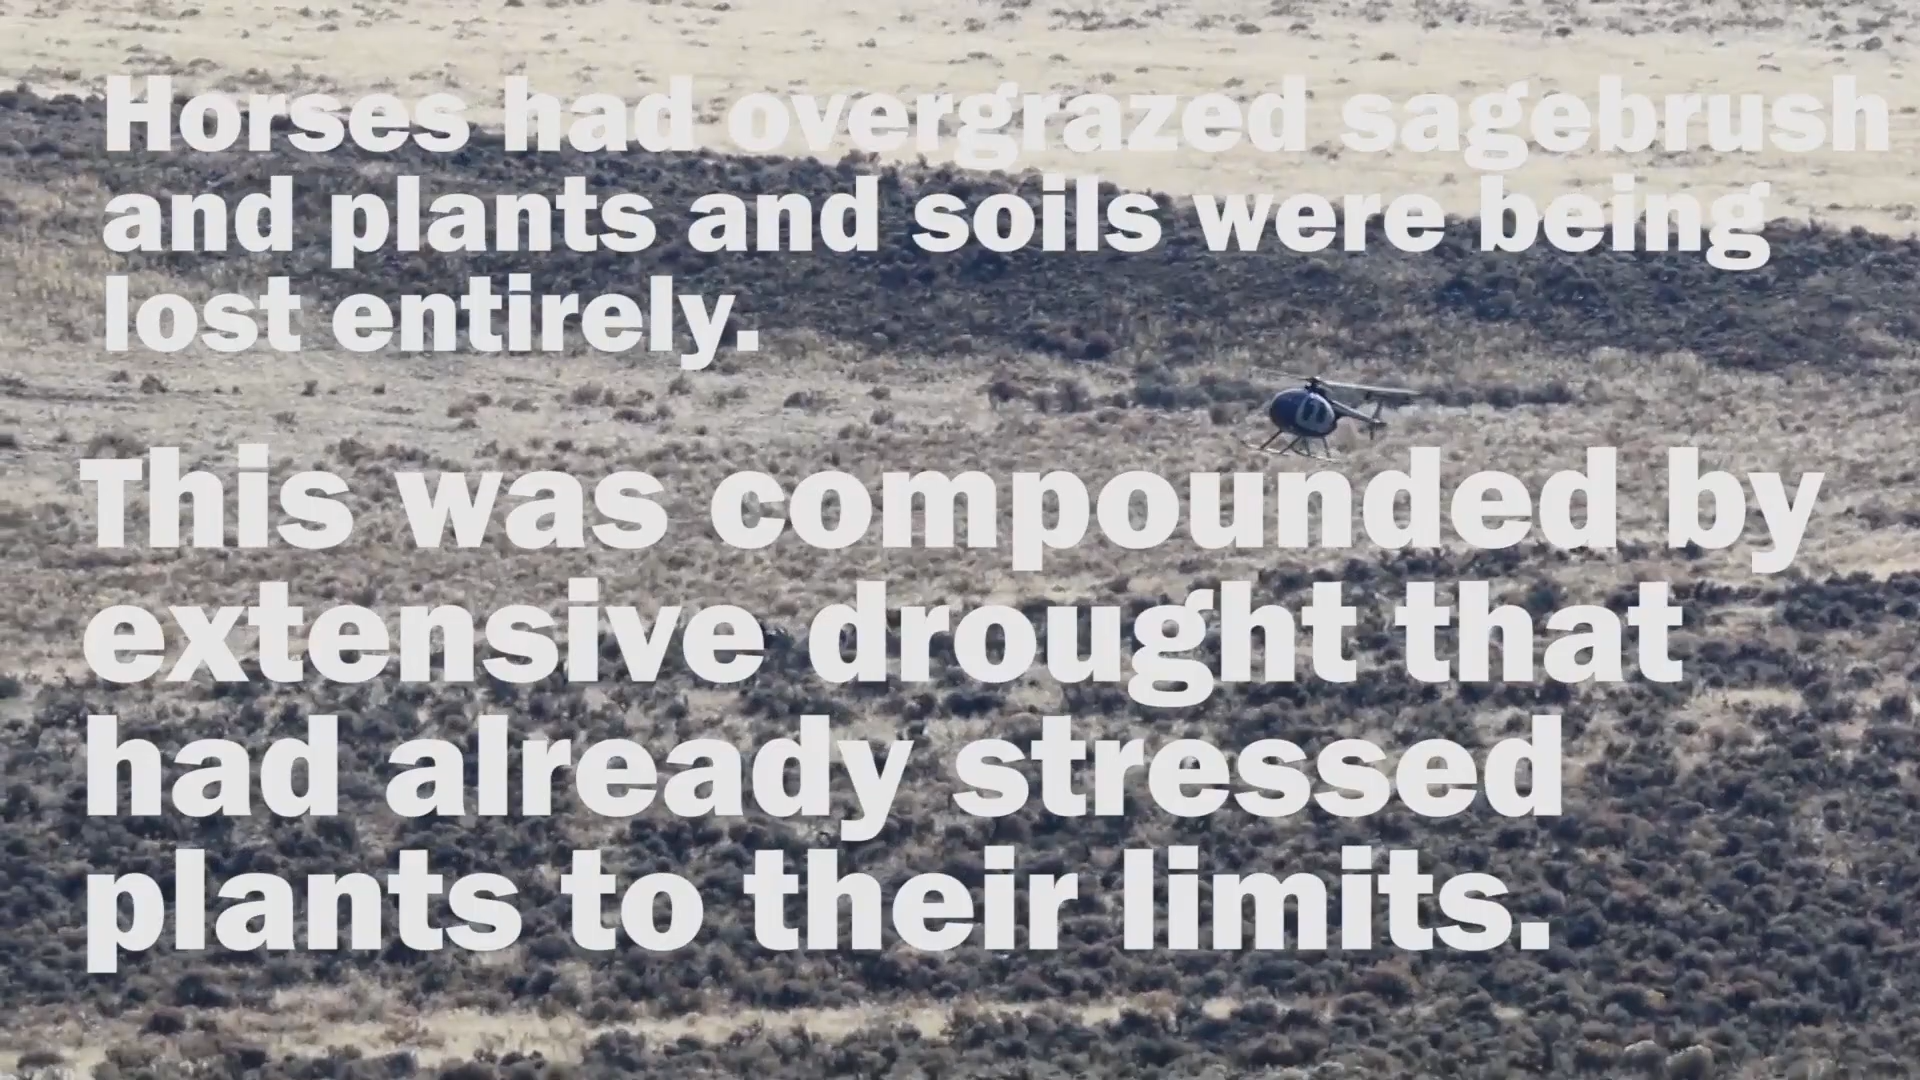 Horses had overgrazed sagebrush
and plants and soils were being
lost entirely.
This was compounded by
extensive drought that
had already stressed
plants to their limits.